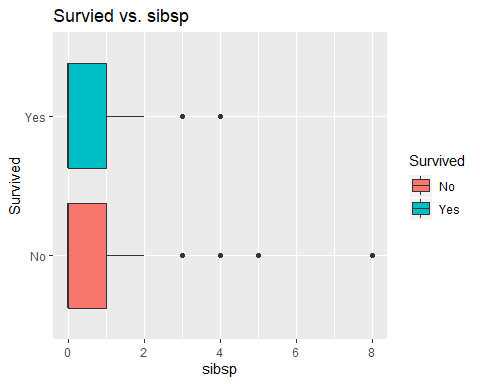 Survied vs. sibsp
Survived
Yes
No
0 2 4 6 8
sibsp
Survived
No
Yes